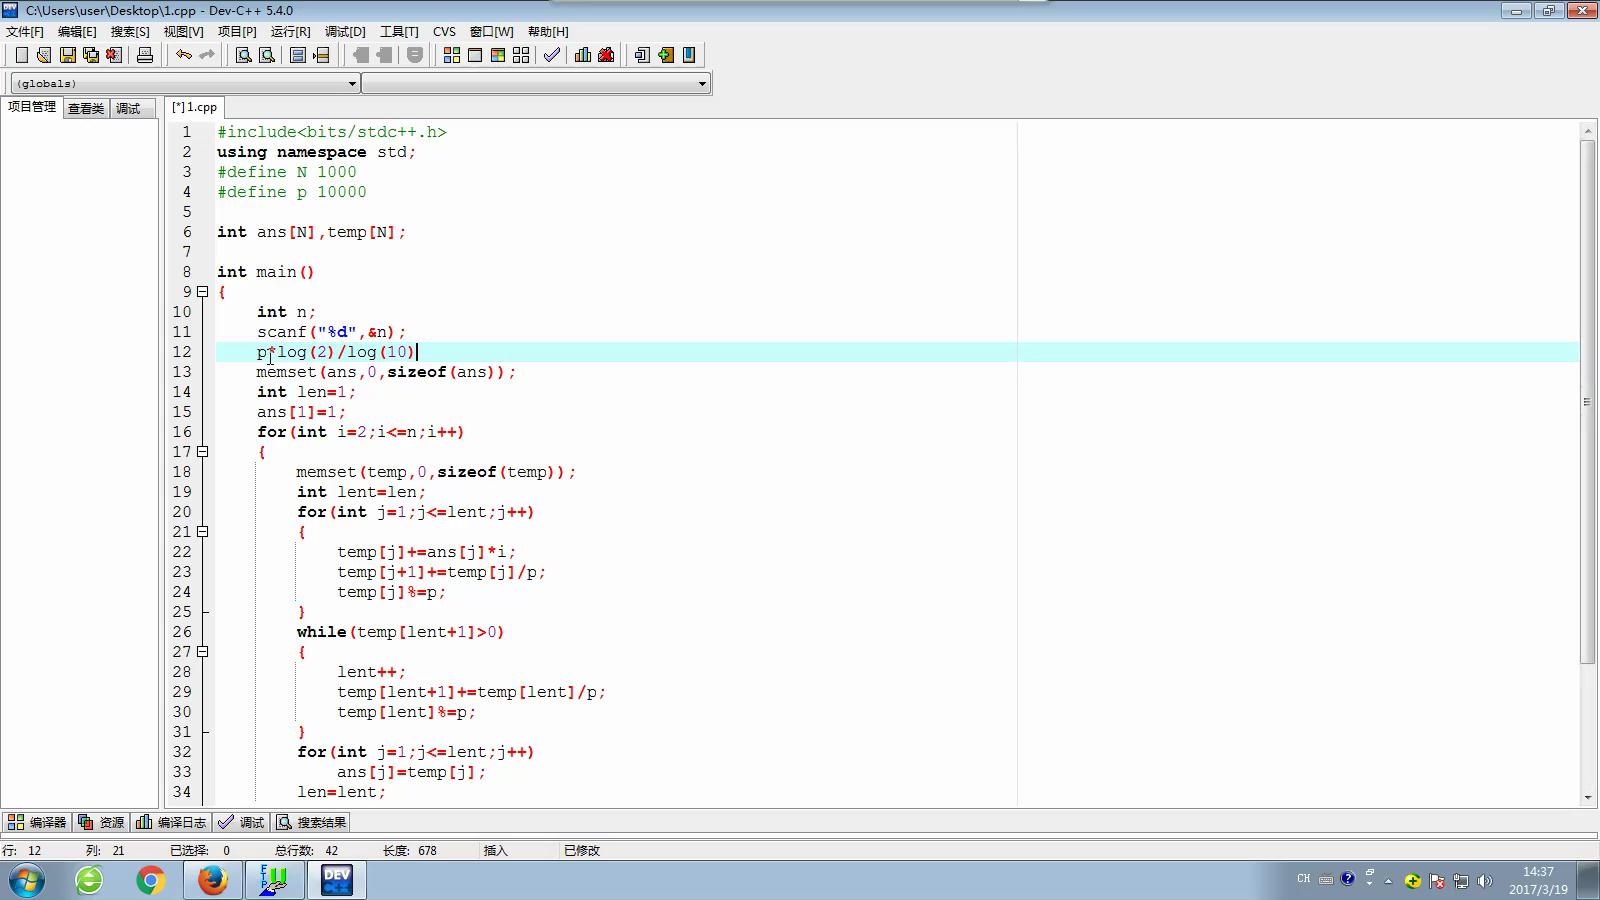 C:\Users\user\Desktop\1.cpp - Dev-C++ 5.4.0
文件[F] 编辑[E] 搜索[S] 视图[V] 项目[P] 运行[R] 调试[D] 工具[T] CVS 窗口[W] 帮助[H]
(globals)
项目管理 查看类 调试 [*] 1.cpp
1 #include<bits/stdc++.h>
2 using namespace std;
3 #define N 1000
4 #define p 10000
5
6 int ans[N],temp[N];
7
8 int main()
9 {
10 int n;
11 scanf("%d",&n);
12 p*log(2)/log(10)
13 memset(ans,0,sizeof(ans));
14 int len=1;
15 ans[1]=1;
16 for(int i=2;i<=n;i++)
17 {
18 memset(temp,0,sizeof(temp));
19 int lent=len;
20 for(int j=1;j<=lent;j++)
21 {
22 temp[j]+=ans[j]*i;
23 temp[j+1]+=temp[j]/p;
24 temp[j]%=p;
25 }
26 while(temp[lent+1]>0)
27 {
28 lent++;
29 temp[lent+1]+=temp[lent]/p;
30 temp[lent]%=p;
31 }
32 for(int j=1;j<=lent;j++)
33 ans[j]=temp[j];
34 len=lent;
编译器 资源 编译日志 调试 搜索结果
行: 12 列: 21 已选择: 0 总行数: 42 长度: 678 插入 已修改
FTP DEV C++ CH 14:37
2017/3/19